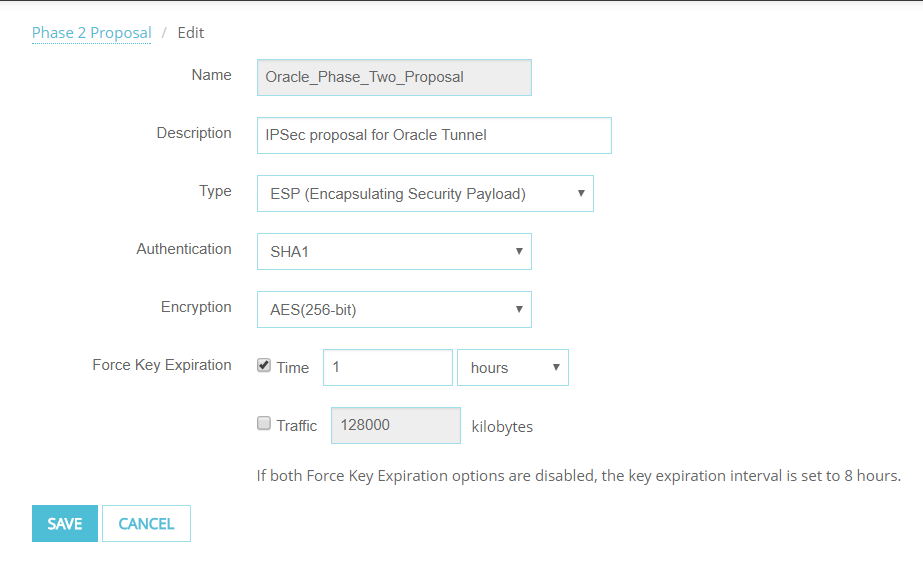 Phase 2 Proposal / Edit
Name Oracle_Phase_Two_Proposal
Description IPSec proposal for Oracle Tunnel
Type ESP (Encapsulating Security Payload)
Authentication SHA1
Encryption AES(256-bit)
Force Key Expiration Time 1 hours
Traffic 128000 kilobytes
If both Force Key Expiration options are disabled, the key expiration interval is set to 8 hours.
SAVE CANCEL